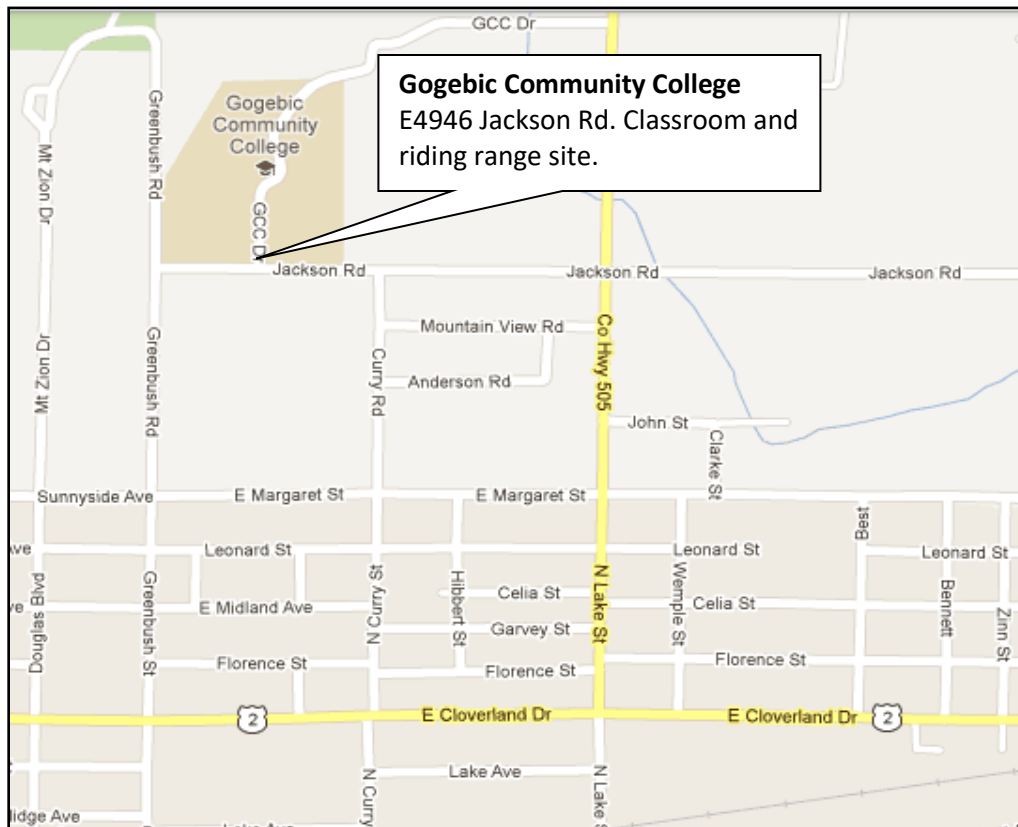 GCC Dr
Gogebic Community College
E4946 Jackson Rd. Classroom and
riding range site.
Greenbush Rd
Mt Zion Dr
Gogebic
Community
College
GCC Dr
Jackson Rd
Jackson Rd
Jackson Rd
Mt Zion Dr
Greenbush Rd
Mountain View Rd
Co Hwy 505
Curry Rd
Anderson Rd
John St
Clarke St
Sunnyside Ave
E Margaret St
E Margaret St
Best
Ave
Leonard St
Leonard St
Leonard St
Douglas Blvd
Greenbush St
N Curry St
Hibbert St
N Lake St
Wemple St
Bennett
Zinn St
Celia St
Celia St
E Midland Ave
Garvey St
Florence St
Florence St
Florence St
2
E Cloverland Dr
E Cloverland Dr
2
N Curry
Lake Ave
N Lake S
lidge Ave